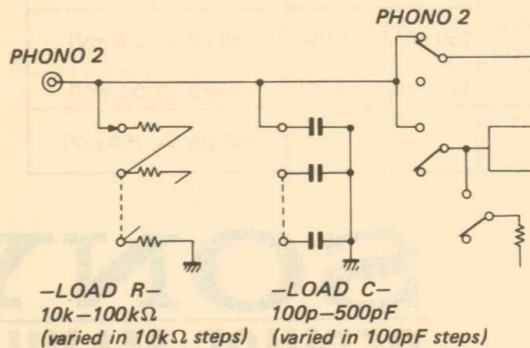 PHONO 2
PHONO 2
–LOAD R–
10k–100kΩ
(varied in 10kΩ steps)
–LOAD C–
100p–500pF
(varied in 100pF steps)